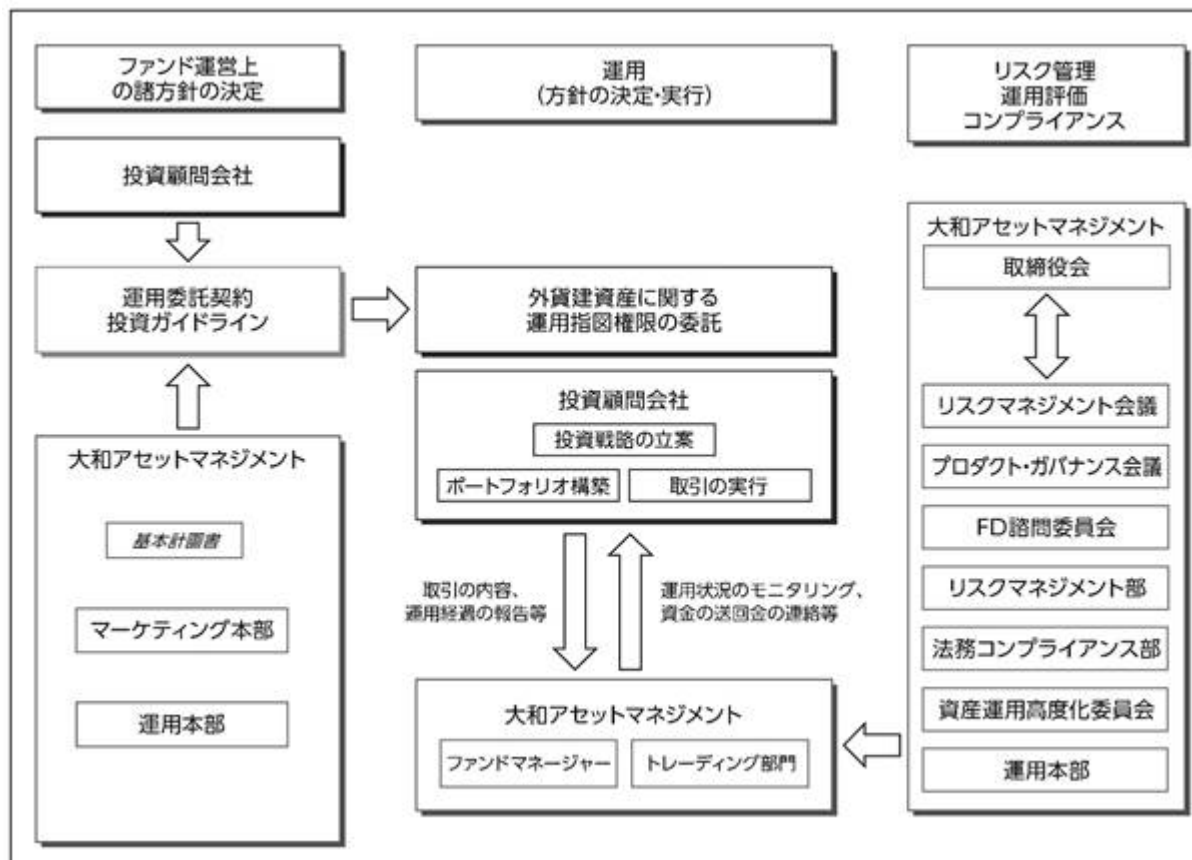 ファンド運営上
の諸方針の決定
投資顧問会社
運用委託契約
投資ガイドライン
大和アセットマネジメント
基本計画書
マーケティング本部
運用本部
運用
(方針の決定・実行)
外貨建資産に関する
運用指図権限の委託
投資顧問会社
投資戦略の立案
ポートフォリオ構築
取引の実行
取引の内容、
運用経過の報告等
運用状況のモニタリング、
資金の送回金の連絡等
大和アセットマネジメント
ファンドマネージャー
トレーディング部門
リスク管理
運用評価
コンプライアンス
大和アセットマネジメント
取締役会
リスクマネジメント会議
プロダクト・ガバナンス会議
FD諮問委員会
リスクマネジメント部
法務コンプライアンス部
資産運用高度化委員会
運用本部